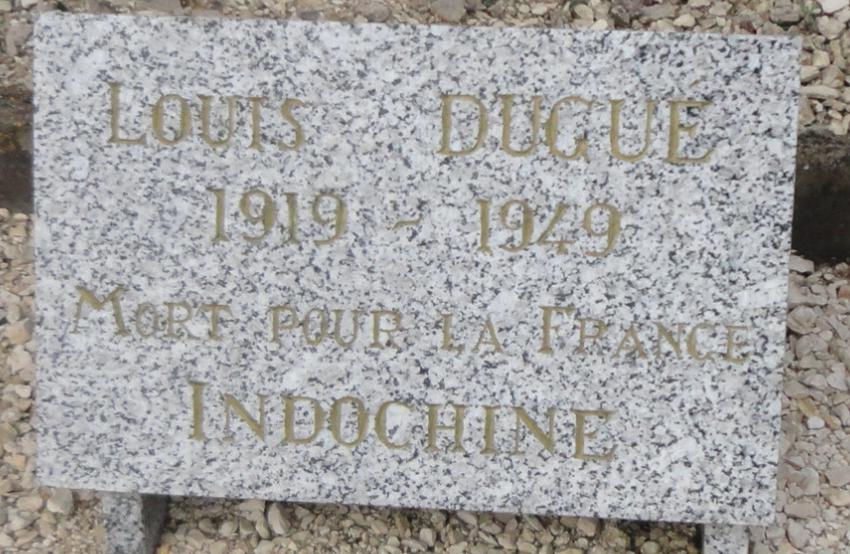 LOUIS DUGUÉ
1919 - 1949
MORT POUR LA FRANCE
INDOCHINE